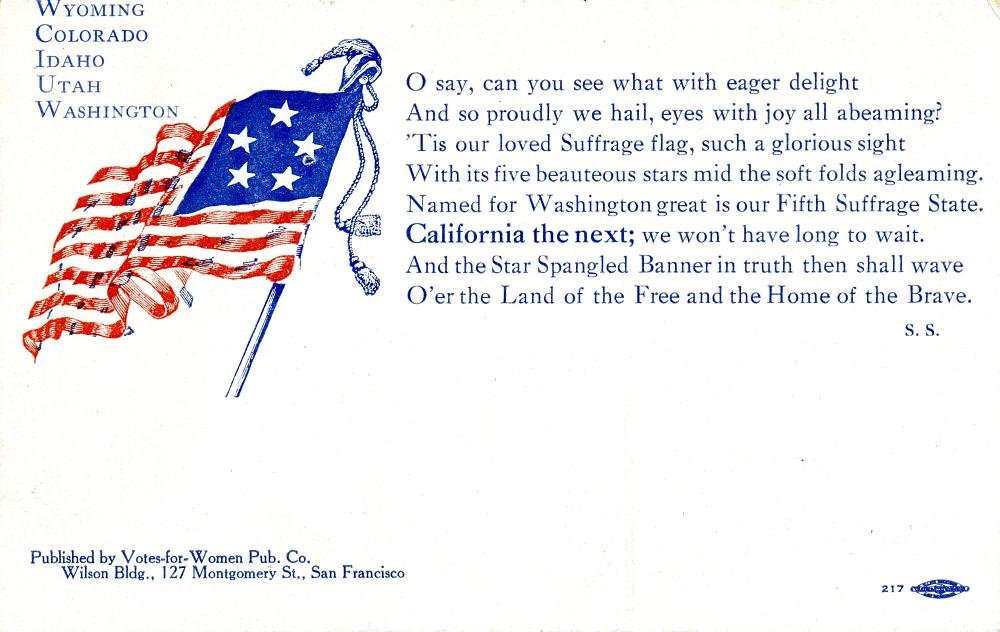 WYOMING
COLORADO
IDAHO
UTAH
WASHINGTON
O say, can you see what with eager delight
And so proudly we hail, eyes with joy all abeaming?
'Tis our loved Suffrage flag, such a glorious sight
With its five beauteous stars mid the soft folds agleaming.
Named for Washington great is our Fifth Suffrage State.
California the next; we won't have long to wait.
And the Star Spangled Banner in truth then shall wave
O'er the Land of the Free and the Home of the Brave.
S. S.
Published by Votes-for-Women Pub. Co.
Wilson Bldg., 127 Montgomery St., San Francisco
217